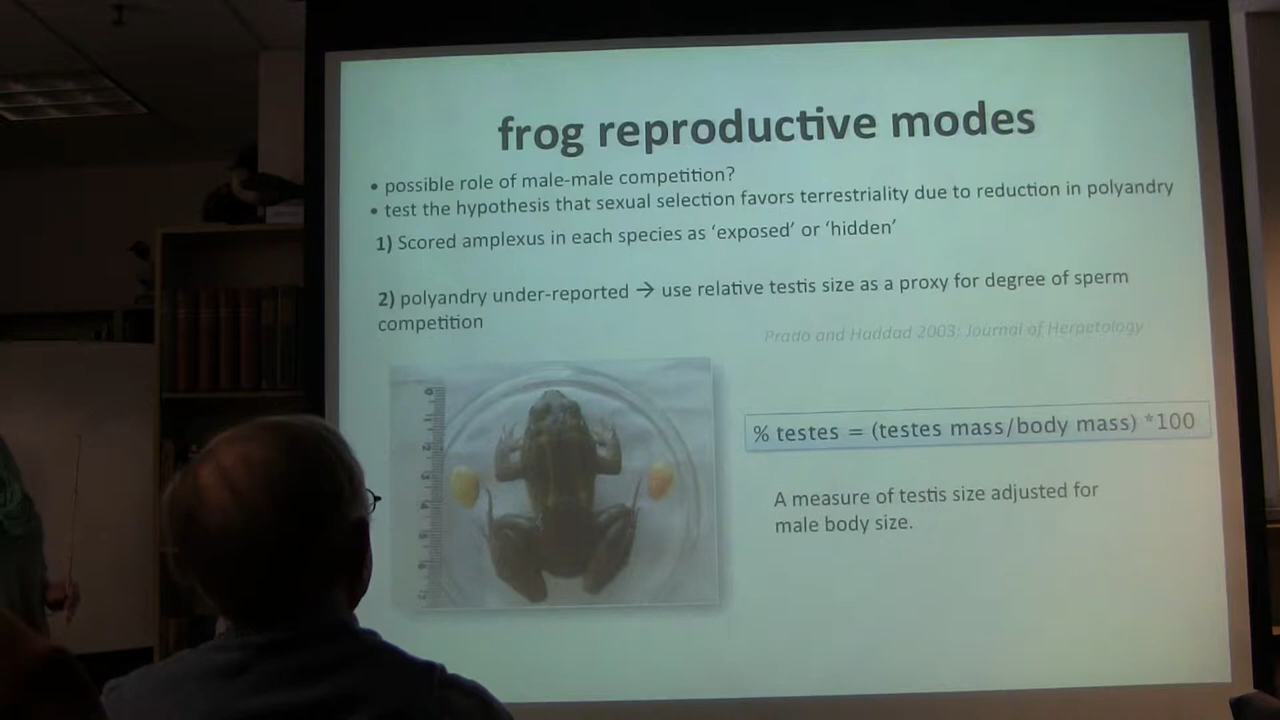 frog reproductive modes
• possible role of male-male competition?
• test the hypothesis that sexual selection favors terrestriality due to reduction in polyandry
1) Scored amplexus in each species as ‘exposed’ or ‘hidden’
2) polyandry under-reported → use relative testis size as a proxy for degree of sperm
competition
Prado and Haddad 2003: Journal of Herpetology
% testes = (testes mass/body mass) *100
A measure of testis size adjusted for
male body size.